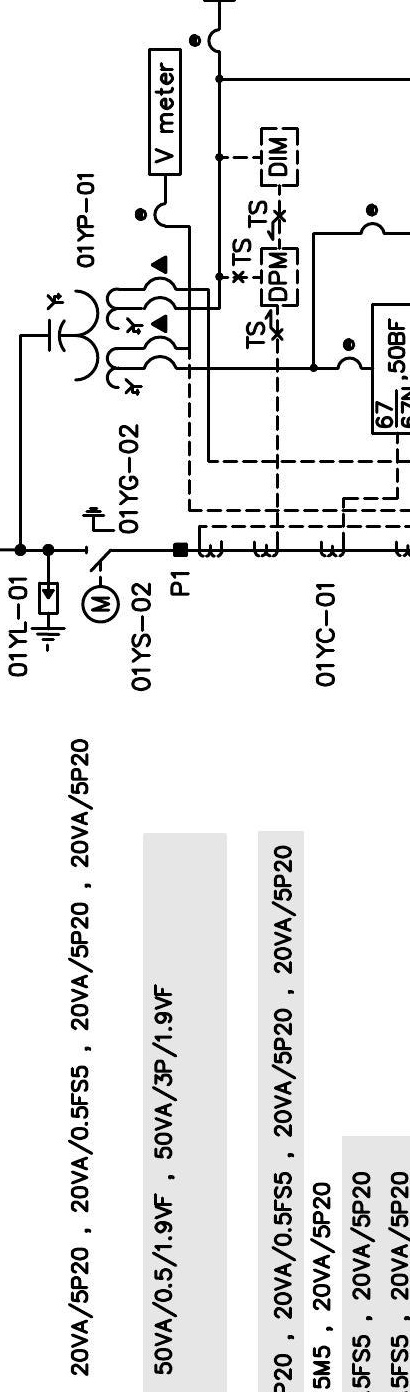 01YL-01
01YS-02
01YG-02
M
P1
01YC-01
01YP-01
V meter
TS
TS
TS
DIM
DPM
67
67N,50BF
20VA/5P20 , 20VA/0.5FS5 , 20VA/5P20 , 20VA/5P20
50VA/0.5/1.9VF , 50VA/3P/1.9VF
P20 , 20VA/0.5FS5 , 20VA/5P20 , 20VA/5P20
5M5 , 20VA/5P20
5FS5 , 20VA/5P20
5FS5 , 20VA/5P20